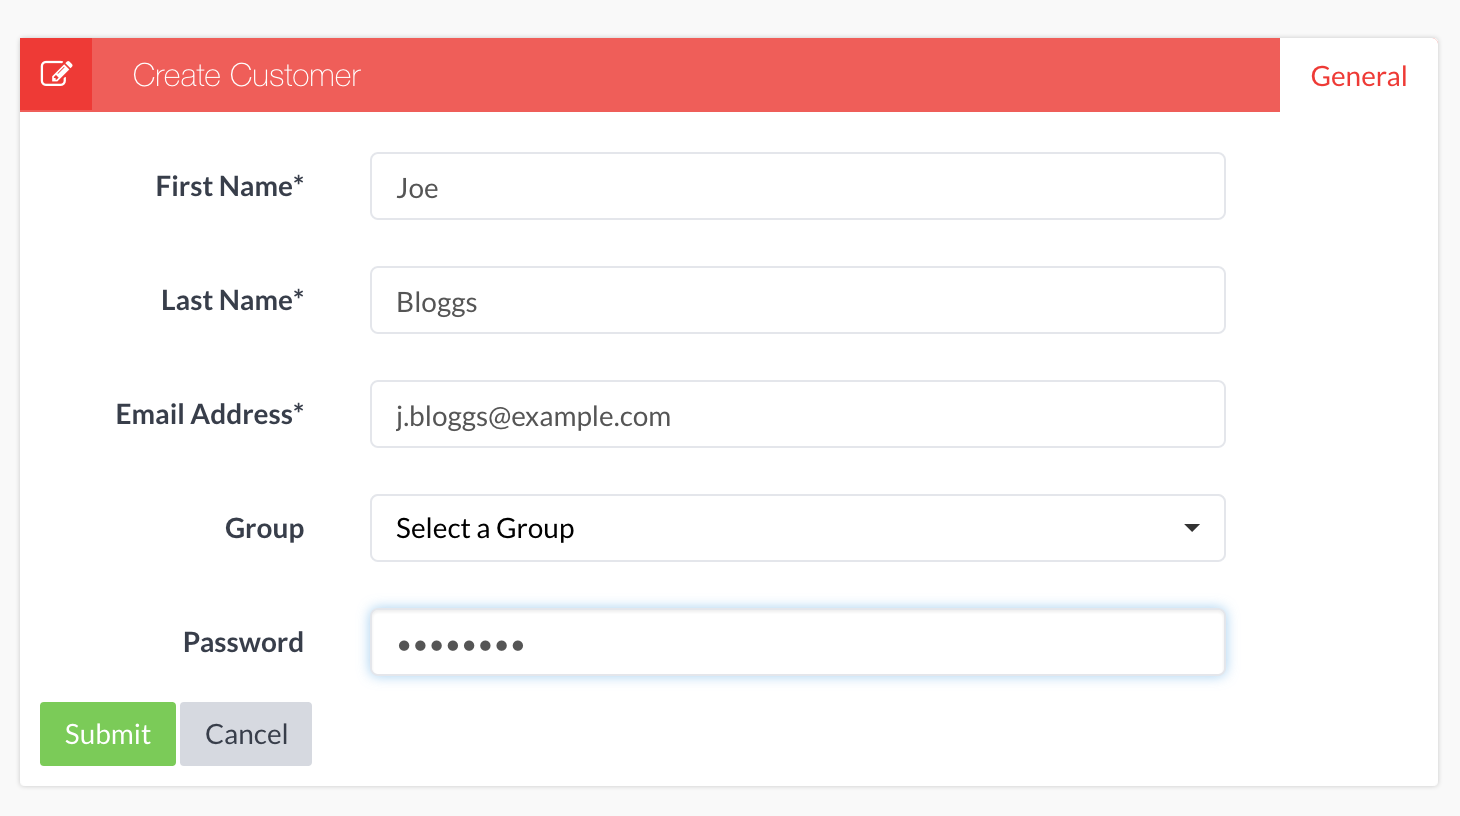 Create Customer
General
First Name*
Joe
Last Name*
Bloggs
Email Address*
j.bloggs@example.com
Group
Select a Group
Password
••••••••
Submit
Cancel